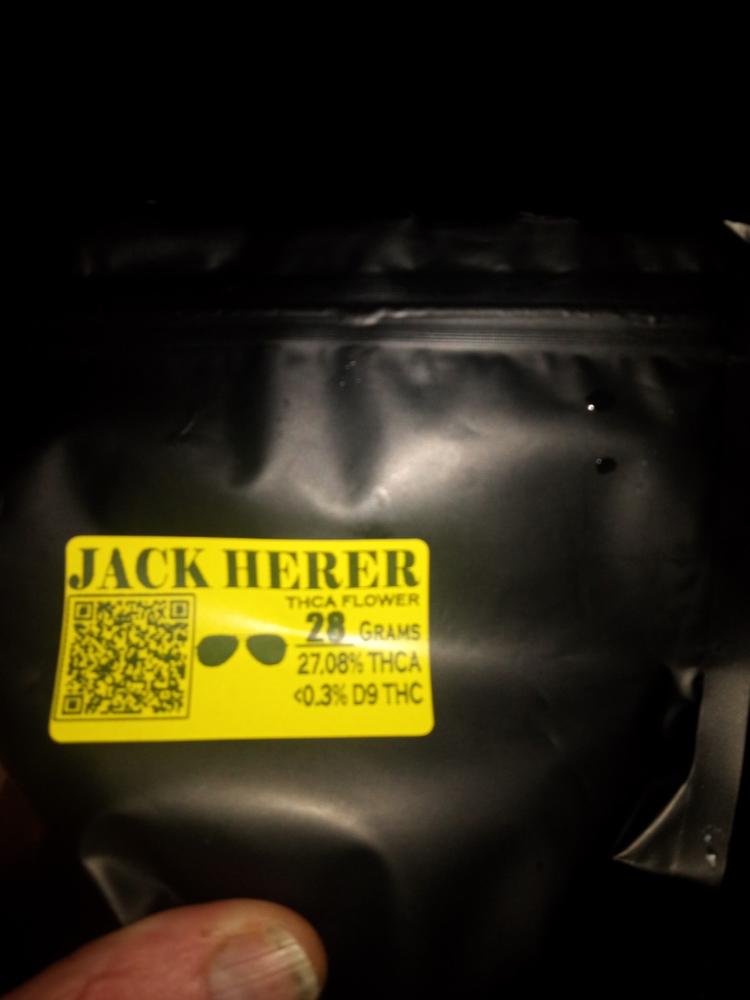 JACK HERER
THCA FLOWER
28 GRAMS
27.08% THCA
<0.3% D9 THC